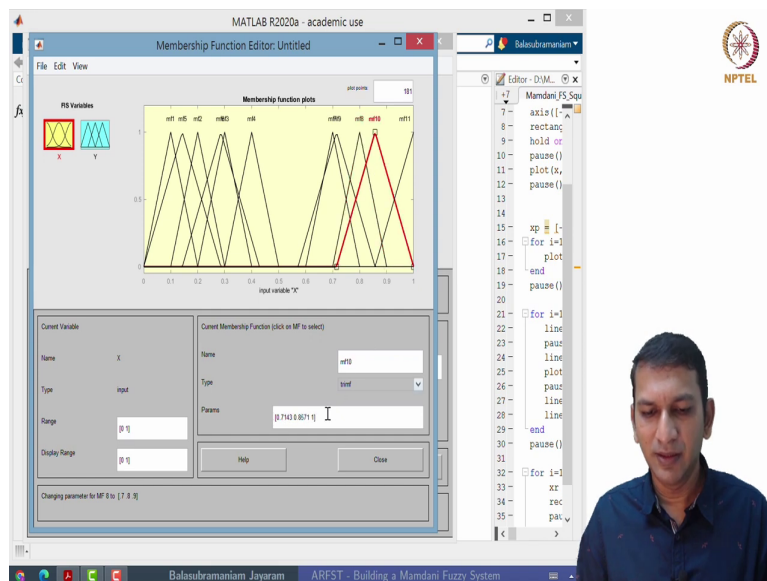 MATLAB R2020a - academic use
Membership Function Editor: Untitled
Balasubramaniam
NPTEL
File Edit View
Editor - D:\M...
FIS Variables
plot points
181
Membership function plots
+7
Mamdani_FS_Squ
X
Y
mf1 mf5 mf2 mf4 mf8 mf10 mf11
1
0.5
0
0 0.1 0.2 0.3 0.4 0.5 0.6 0.7 0.8 0.9 1
input variable "X"
7 - axis([-
8 - rectang
9 - hold on
10 - pause()
11 - plot(x,
12 - pause()
13
14
15 - xp = [-
16 - for i=1
17 - plot
18 - end
19 - pause()
20
21 - for i=1
22 - line
23 - paus
24 - line
25 - plot
26 - paus
27 - line
28 - line
29 - end
30 - pause()
31
32 - for i=1
33 - xr
34 - rec
35 - pau
Current Variable
Name X
Type input
Range [0 1]
Display Range [0 1]
Current Membership Function (click on MF to select)
Name mf10
Type trimf
Params [0.7143 0.8571 1]
Help
Close
Changing parameter for MF 8 to [.7 .8 .9]
Balasubramaniam Jayaram ARFST - Building a Mamdani Fuzzy System